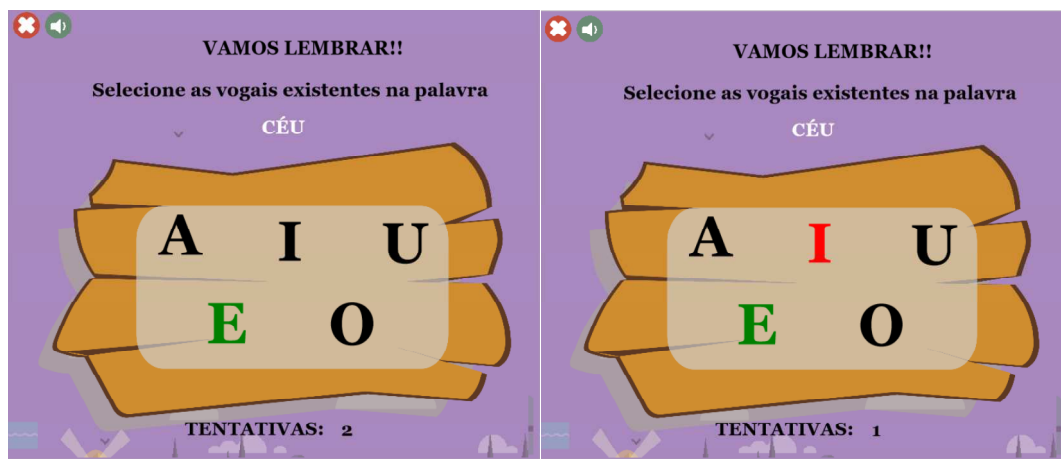 VAMOS LEMBRAR!!
Selecione as vogais existentes na palavra
CÉU
A I U
E O
TENTATIVAS: 2
VAMOS LEMBRAR!!
Selecione as vogais existentes na palavra
CÉU
A I U
E O
TENTATIVAS: 1